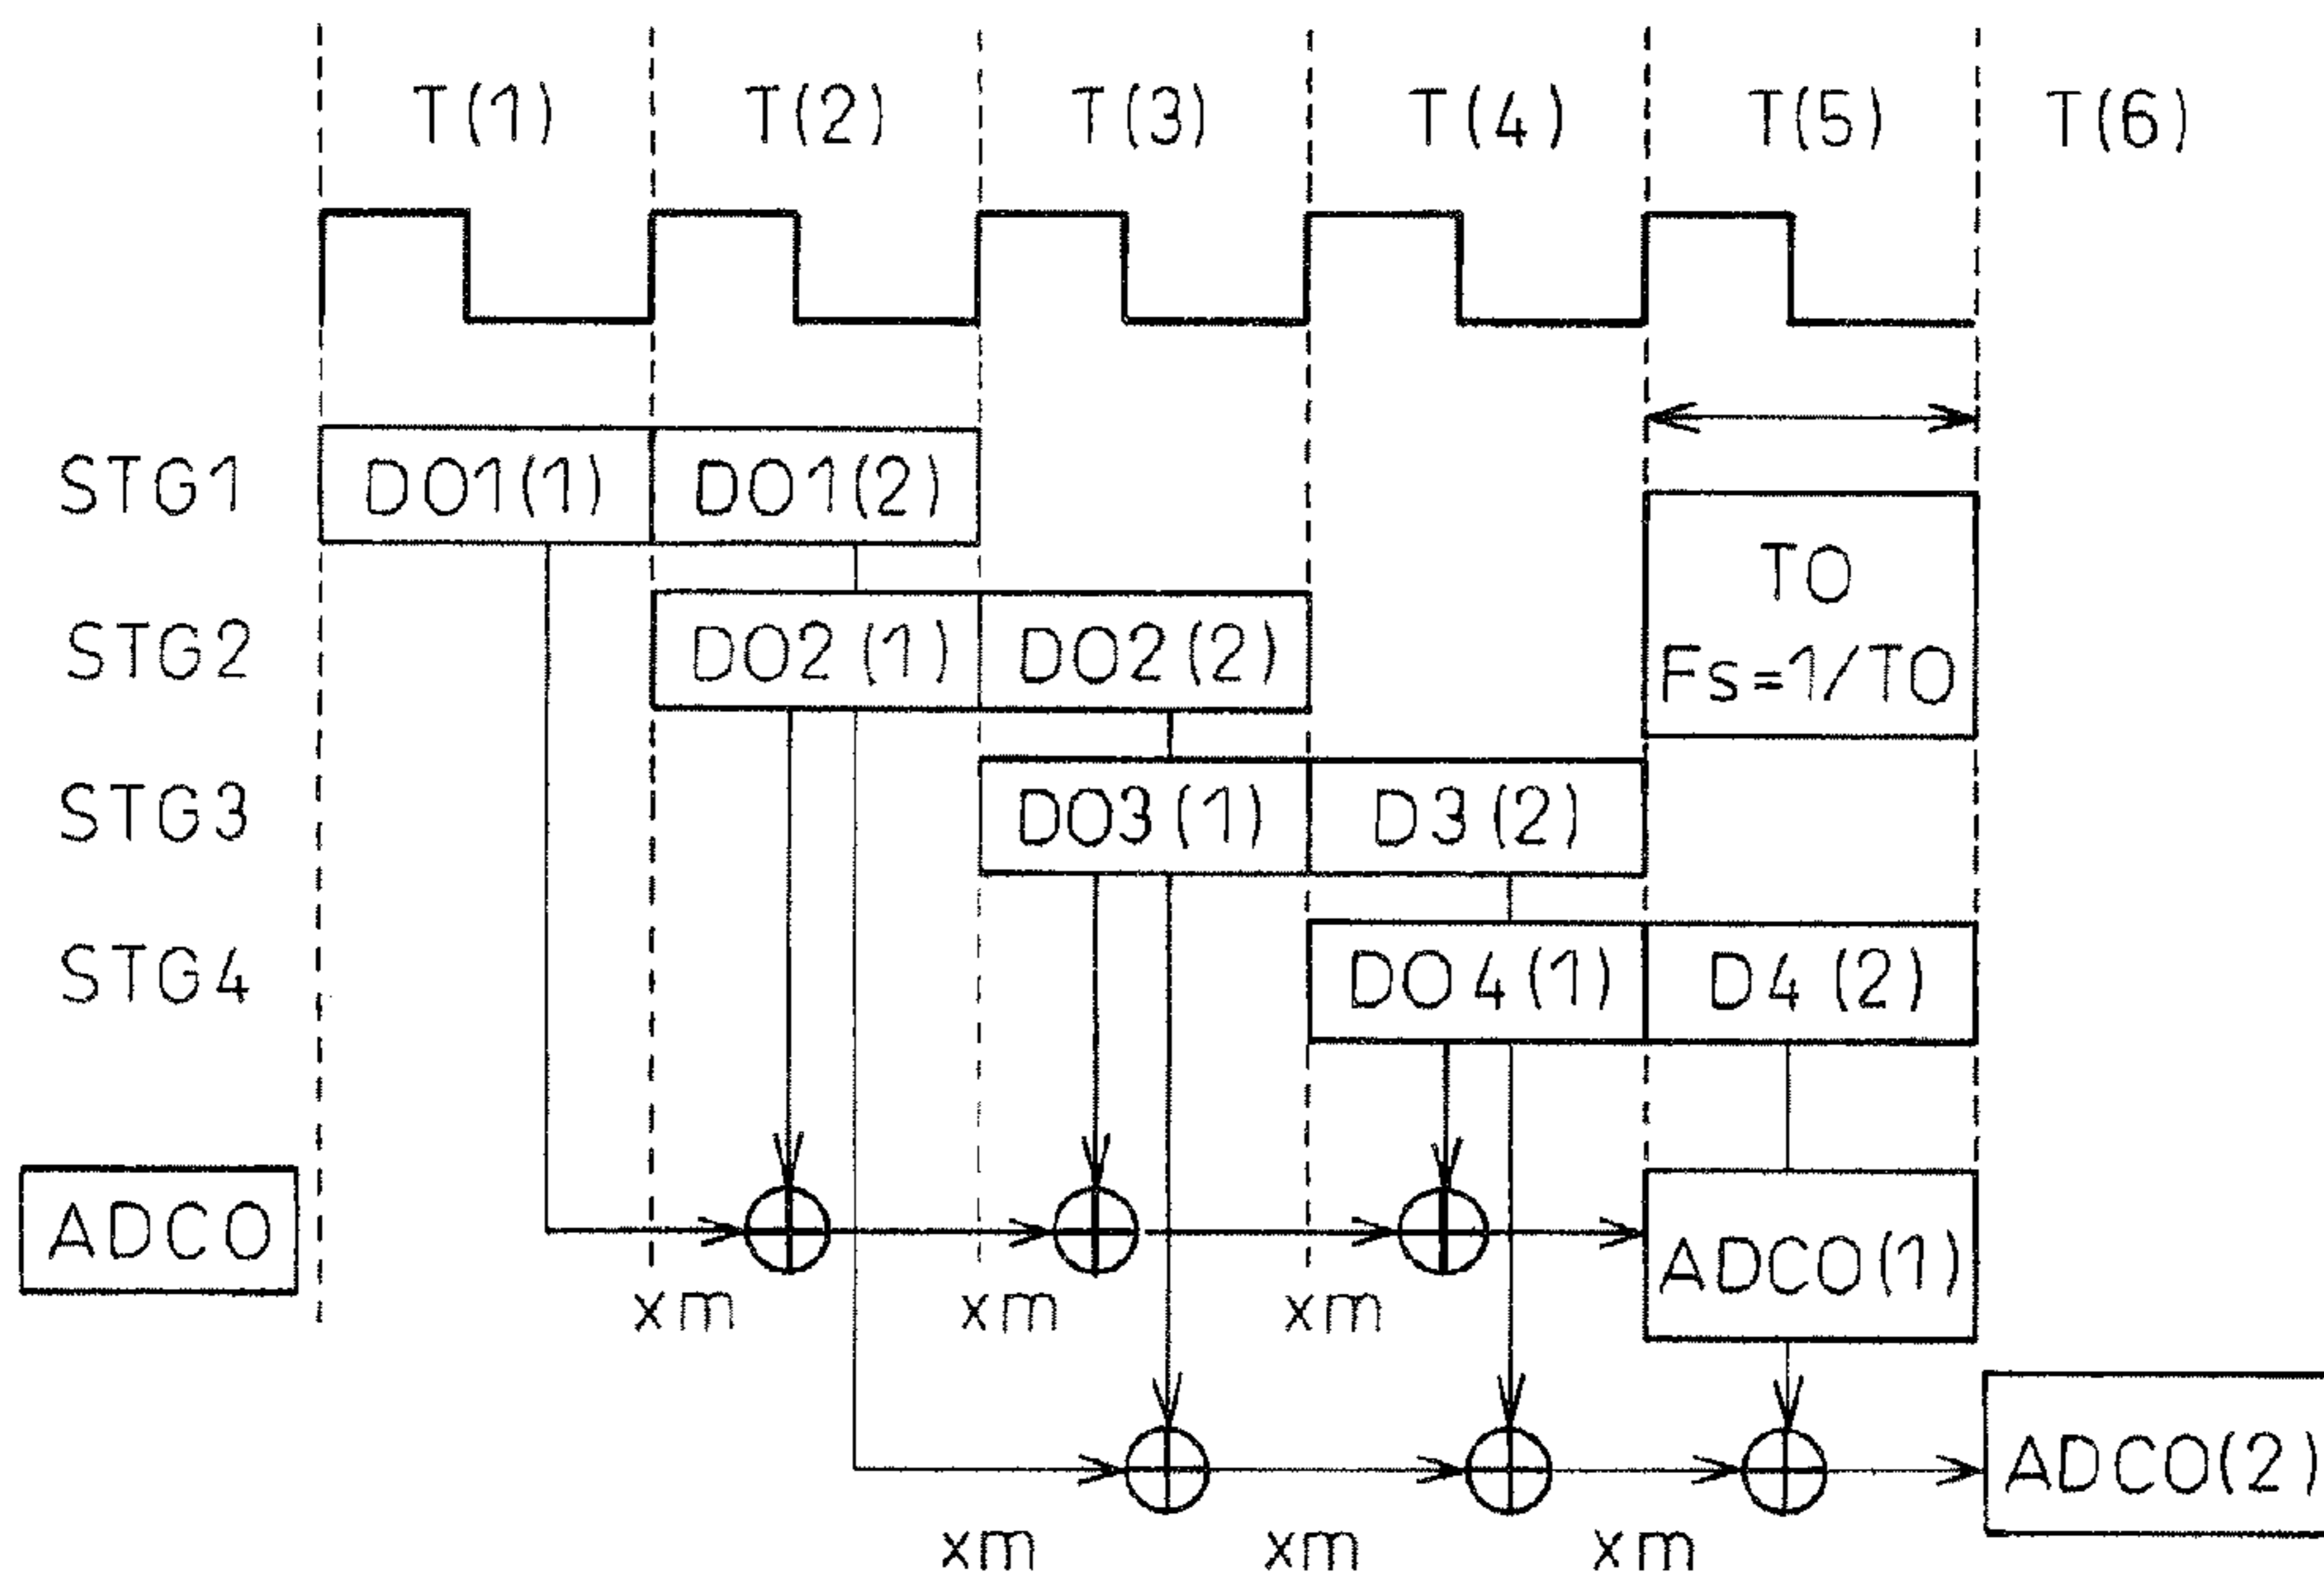 T(1) T(2) T(3) T(4) T(5) T(6)
STG1 DO1(1) DO1(2)
TO
Fs=1/TO
STG2 DO2(1) DO2(2)
STG3 DO3(1) D3(2)
STG4 DO4(1) D4(2)
ADCO
ADCO(1)
xm xm xm
ADCO(2)
xm xm xm